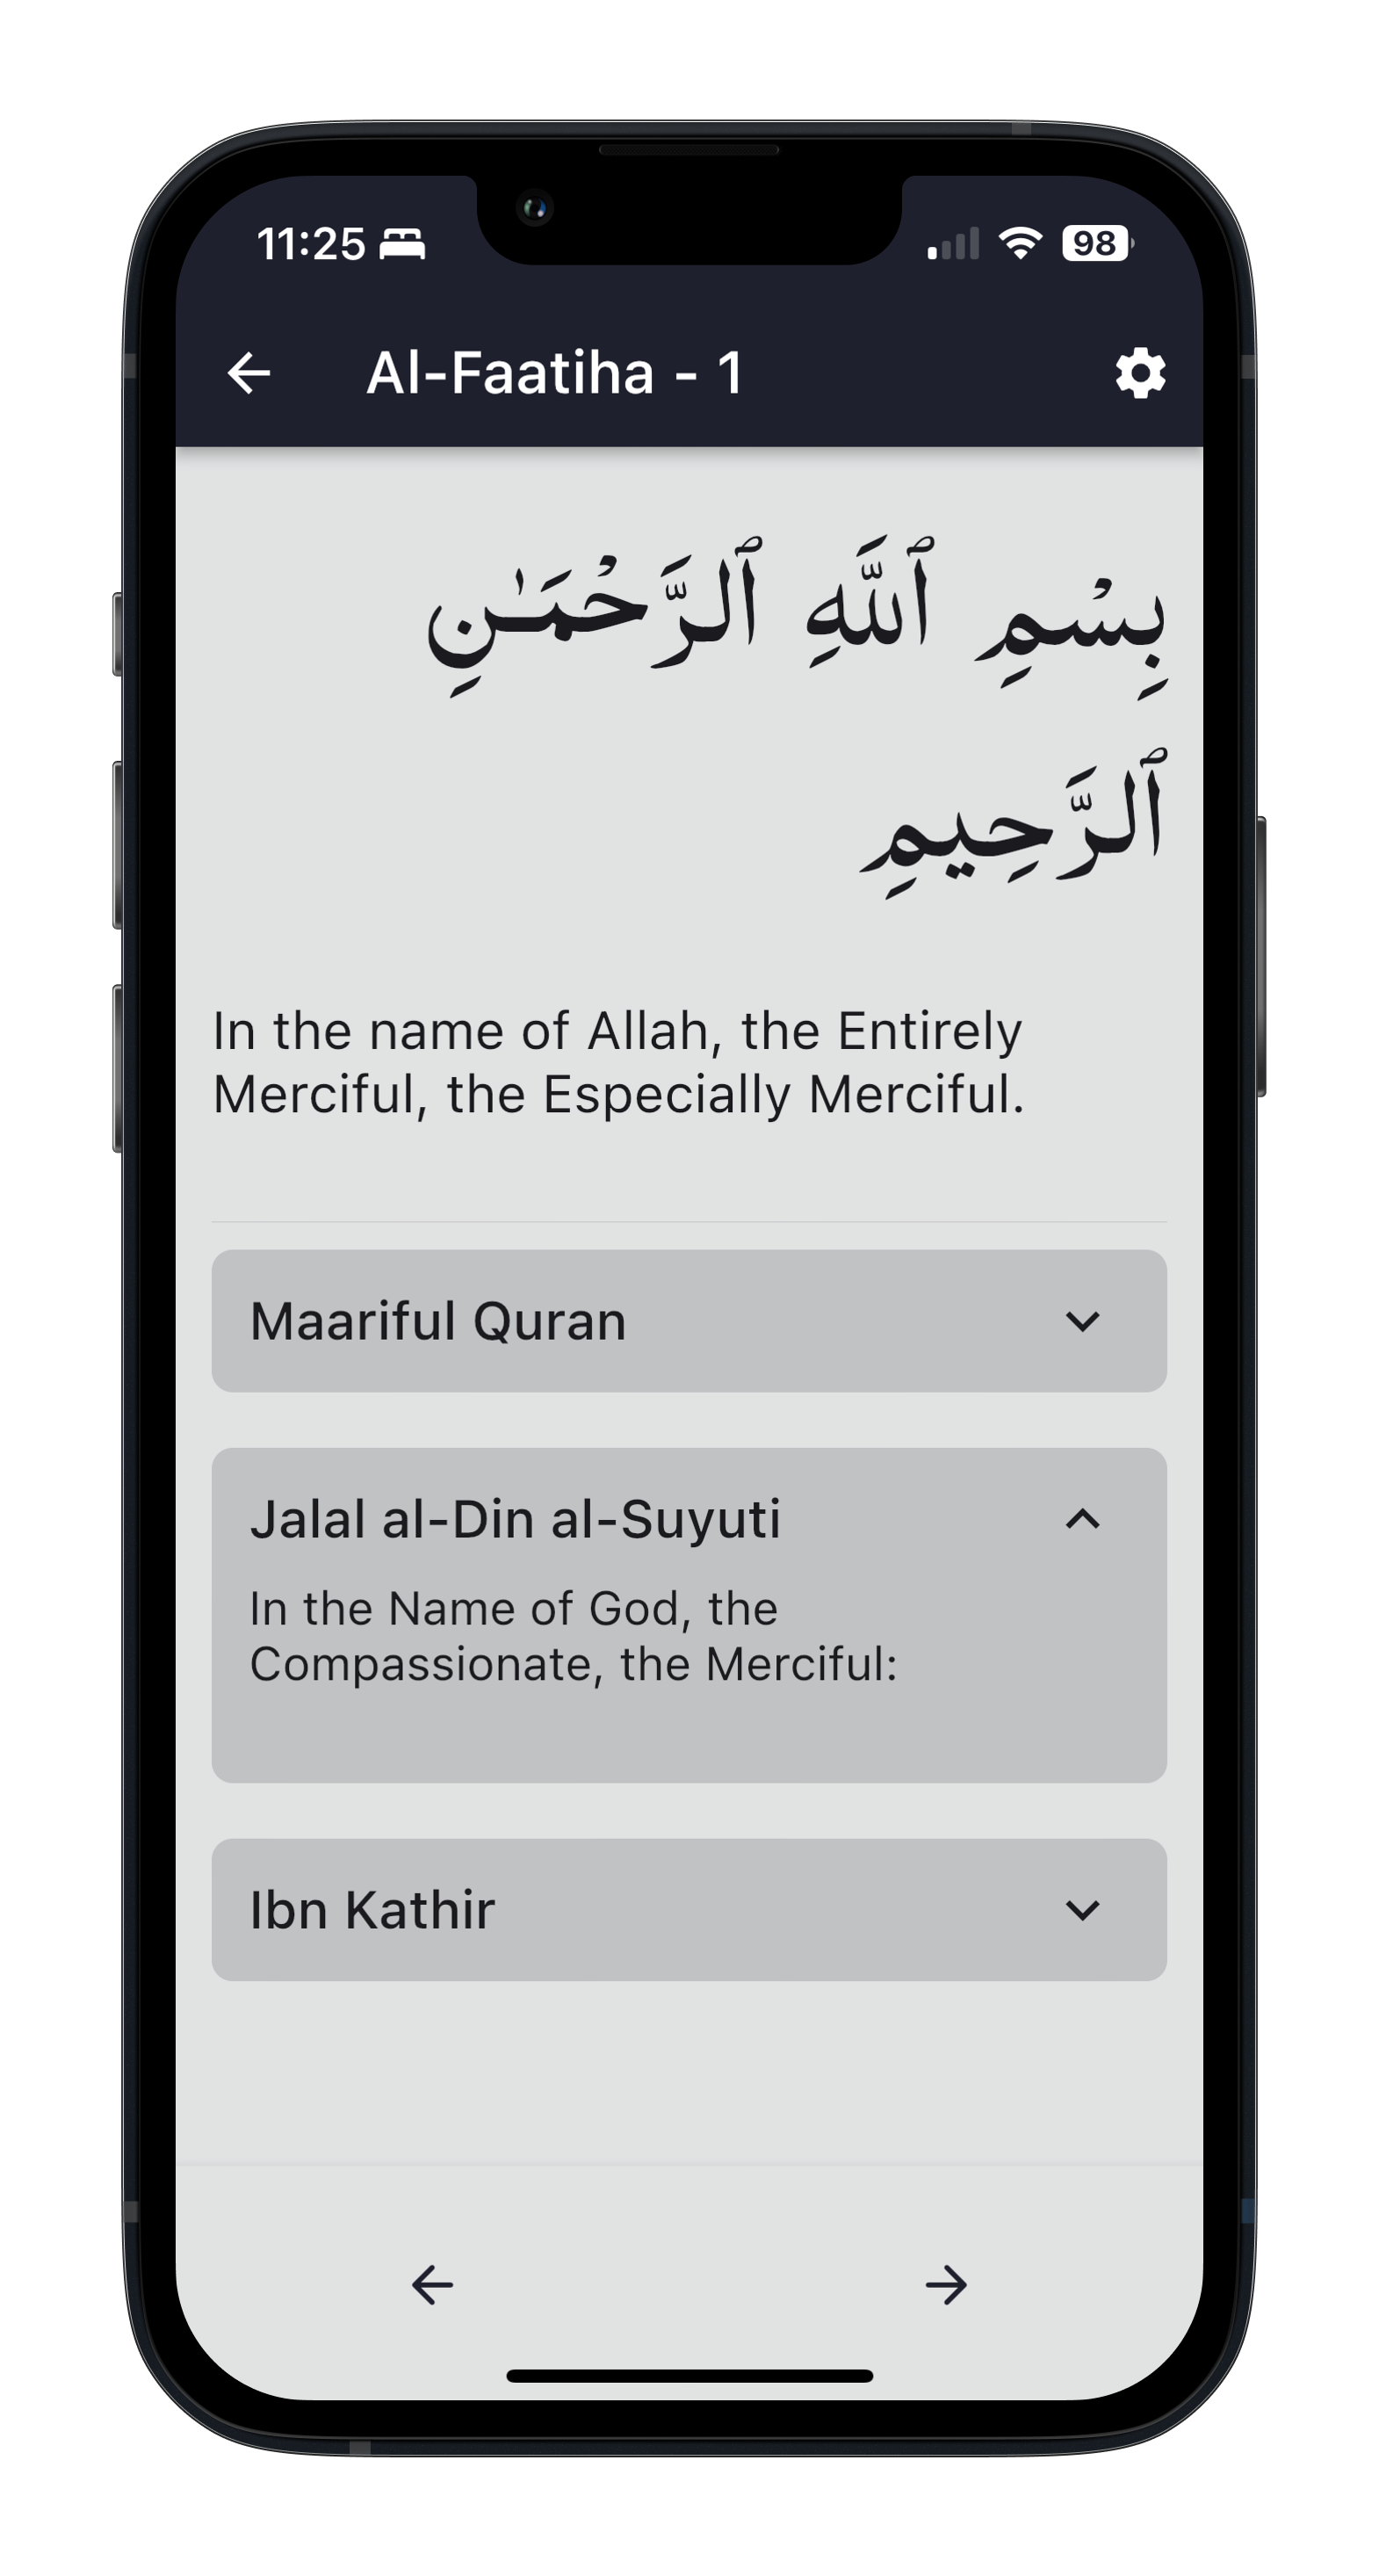 11:25
98
Al-Faatiha - 1
بِسْمِ ٱللَّهِ ٱلرَّحْمَـٰنِ
ٱلرَّحِيمِ
In the name of Allah, the Entirely
Merciful, the Especially Merciful.
Maariful Quran
Jalal al-Din al-Suyuti
In the Name of God, the
Compassionate, the Merciful:
Ibn Kathir